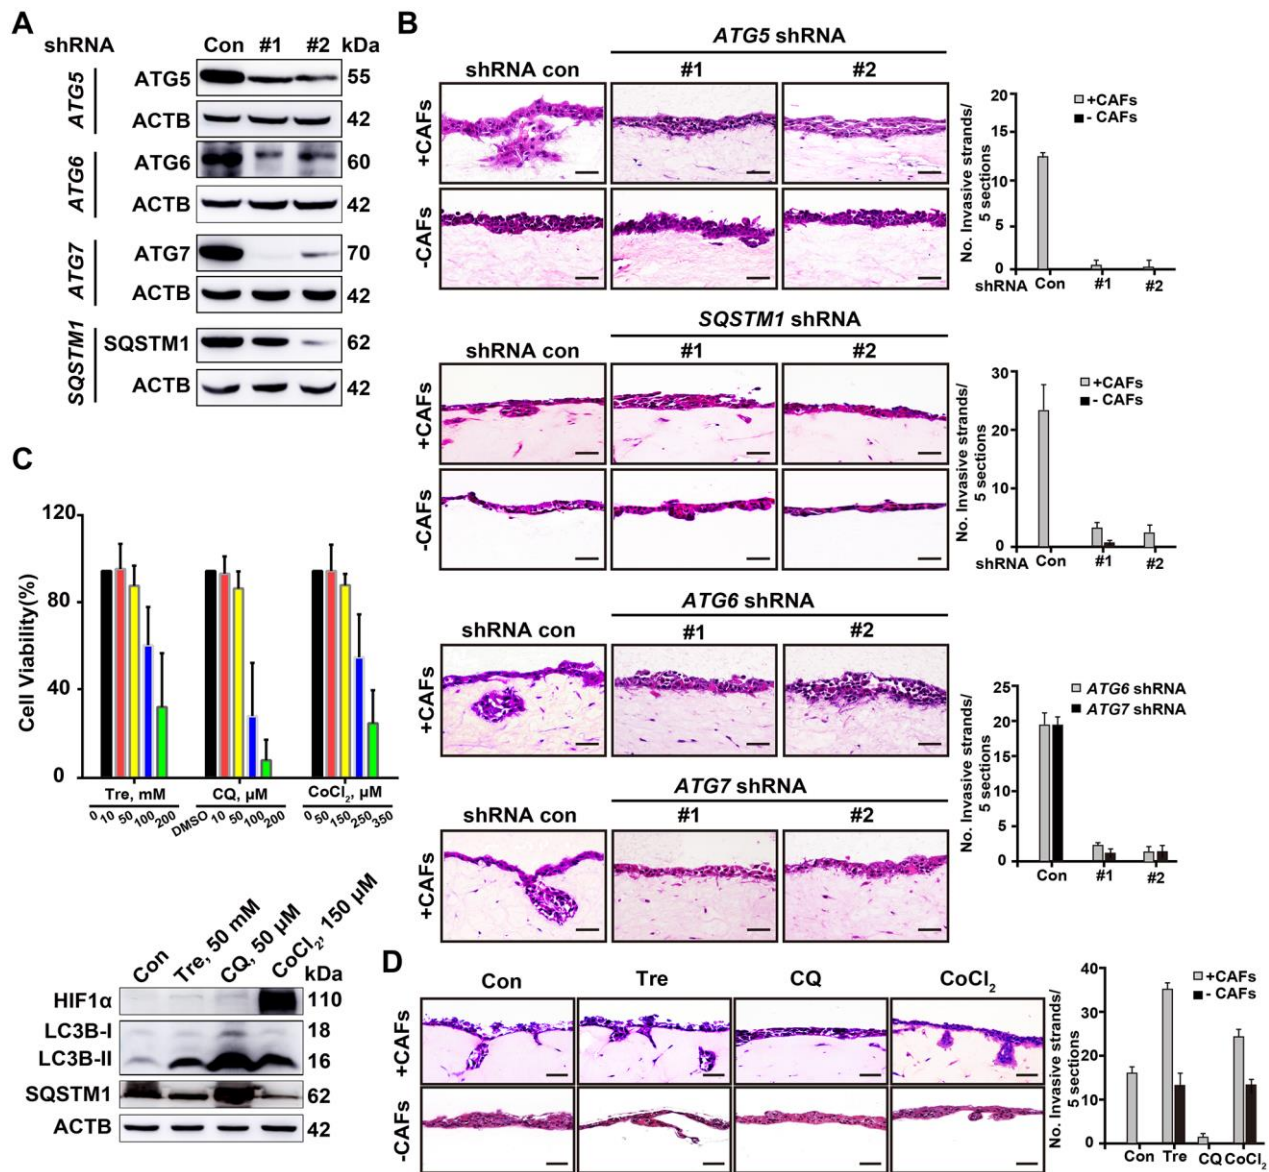 A
shRNA Con #1 #2 kDa
ATG5
ATG5 55
ACTB 42
ATG6
ATG6 60
ACTB 42
ATG7
ATG7 70
ACTB 42
SQSTM1
SQSTM1 62
ACTB 42
B
ATG5 shRNA
shRNA con #1 #2
+CAFs
-CAFs
No. Invasive strands/
5 sections
20
15
10
5
0
+CAFs
- CAFs
shRNA Con #1 #2
SQSTM1 shRNA
shRNA con #1 #2
+CAFs
-CAFs
No. Invasive strands/
5 sections
30
20
10
0
+CAFs
- CAFs
shRNA Con #1 #2
ATG6 shRNA
shRNA con #1 #2
+CAFs
ATG7 shRNA
shRNA con #1 #2
+CAFs
No. Invasive strands/
5 sections
25
20
15
10
5
0
ATG6 shRNA
ATG7 shRNA
Con #1 #2
C
Cell Viability(%)
120
80
40
0
Tre, mM CQ, µM CoCl₂, µM
0 10 50 100 200 DMSO 10 50 100 200 0 50 150 250 350
Con Tre, 50 mM CQ, 50 µM CoCl₂, 150 µM kDa
HIF1α 110
LC3B-I 18
LC3B-II 16
SQSTM1 62
ACTB 42
D
Con Tre CQ CoCl₂
+CAFs
-CAFs
No. Invasive strands/
5 sections
40
30
20
10
0
+CAFs
- CAFs
Con Tre CQ CoCl₂